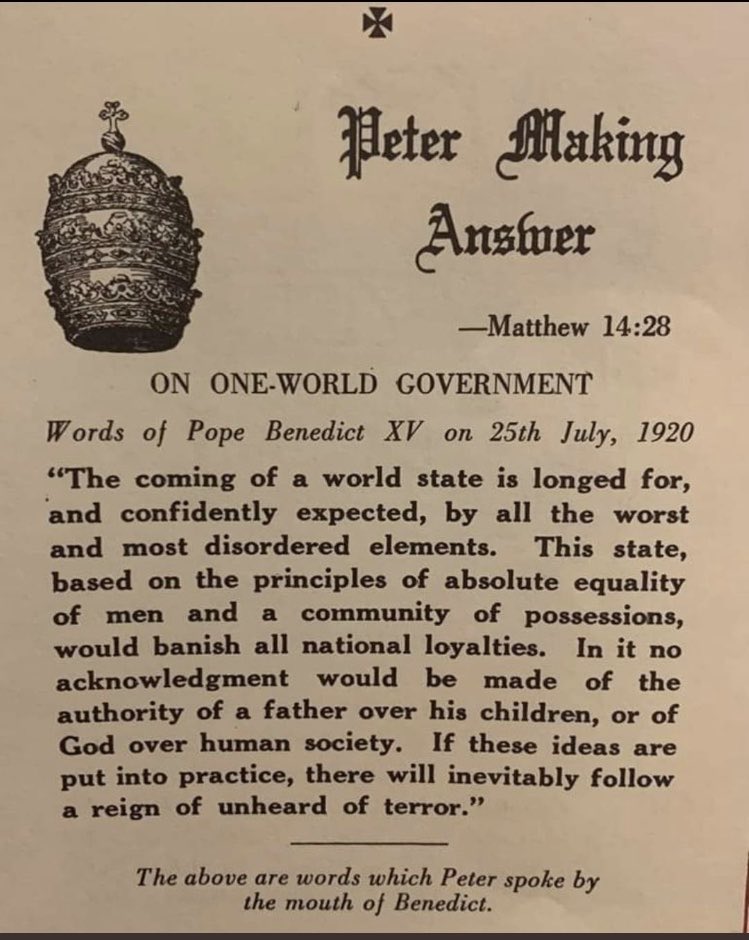 Peter Making
Answer
—Matthew 14:28
ON ONE-WORLD GOVERNMENT
Words of Pope Benedict XV on 25th July, 1920
“The coming of a world state is longed for,
and confidently expected, by all the worst
and most disordered elements. This state,
based on the principles of absolute equality
of men and a community of possessions,
would banish all national loyalties. In it no
acknowledgment would be made of the
authority of a father over his children, or of
God over human society. If these ideas are
put into practice, there will inevitably follow
a reign of unheard of terror.”
The above are words which Peter spoke by
the mouth of Benedict.